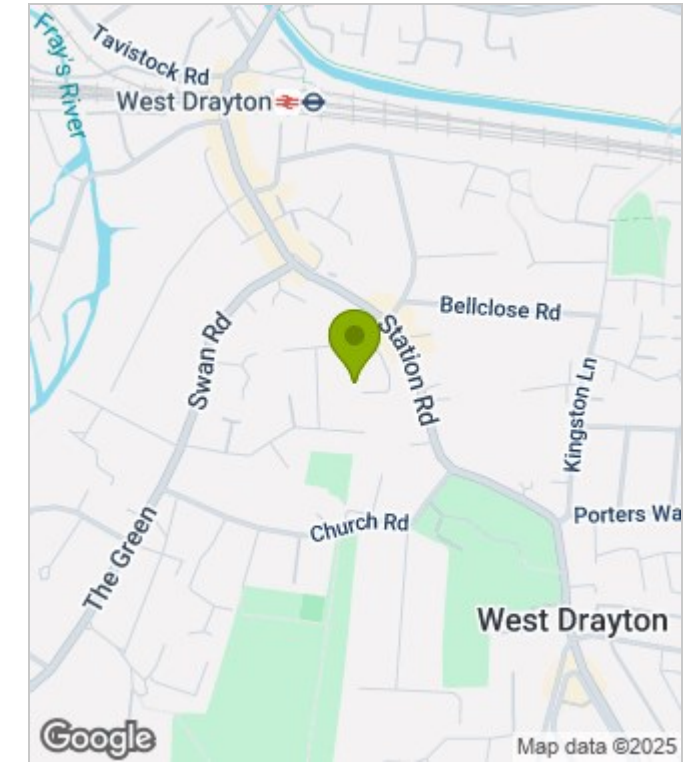 Fray's River
Tavistock Rd
West Drayton
Bellclose Rd
Swan Rd
Station Rd
Kingston Ln
Church Rd
Porters Wa
The Green
West Drayton
Google
Map data ©2025